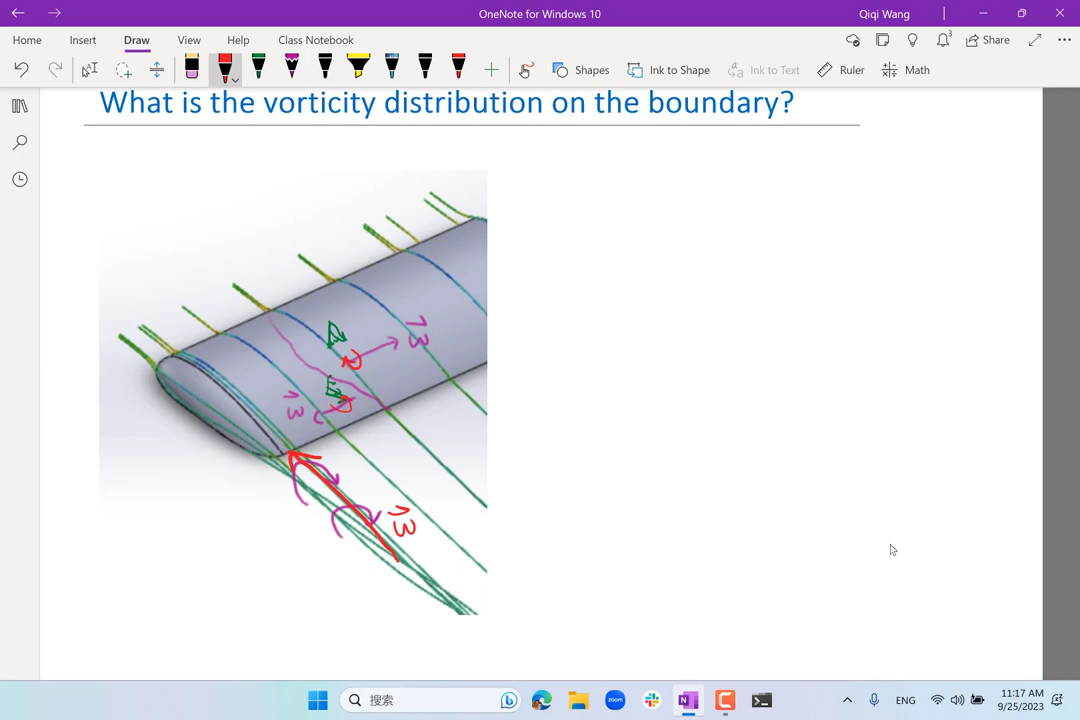 OneNote for Windows 10
Qiqi Wang
Home Insert Draw View Help Class Notebook
Share
Shapes Ink to Shape Ink to Text Ruler Math
What is the vorticity distribution on the boundary?
搜索
ENG
11:17 AM
9/25/2023